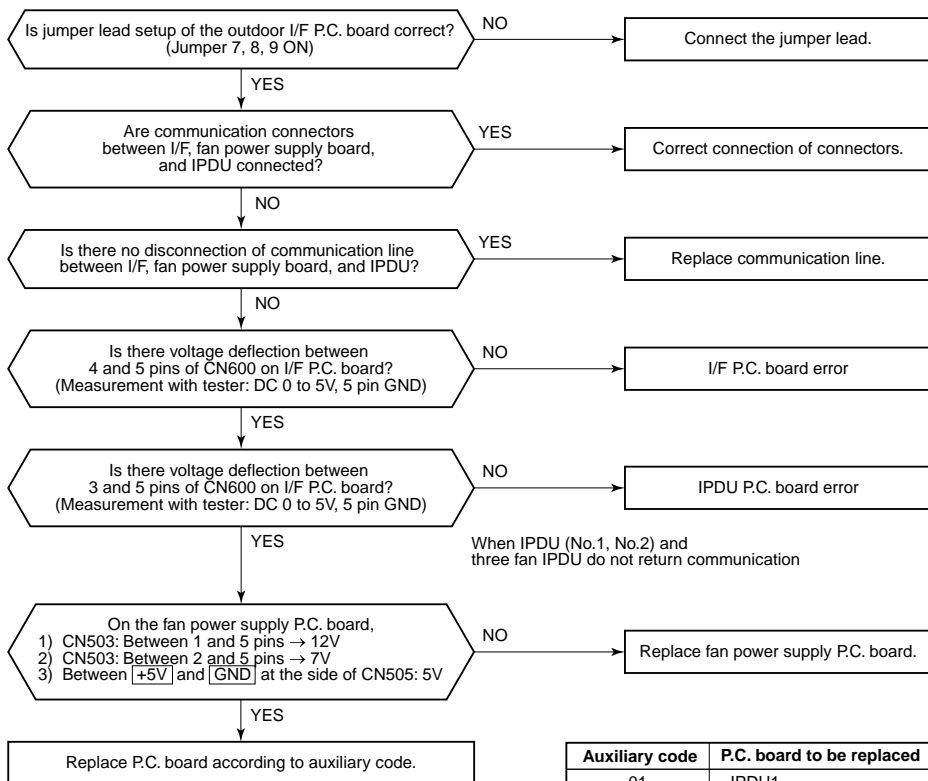 Is jumper lead setup of the outdoor I/F P.C. board correct?
(Jumper 7, 8, 9 ON)
NO
Connect the jumper lead.
YES
Are communication connectors
between I/F, fan power supply board,
and IPDU connected?
YES
Correct connection of connectors.
NO
Is there no disconnection of communication line
between I/F, fan power supply board, and IPDU?
YES
Replace communication line.
NO
Is there voltage deflection between
4 and 5 pins of CN600 on I/F P.C. board?
(Measurement with tester: DC 0 to 5V, 5 pin GND)
NO
I/F P.C. board error
YES
Is there voltage deflection between
3 and 5 pins of CN600 on I/F P.C. board?
(Measurement with tester: DC 0 to 5V, 5 pin GND)
NO
IPDU P.C. board error
YES
When IPDU (No.1, No.2) and
three fan IPDU do not return communication
On the fan power supply P.C. board,
1) CN503: Between 1 and 5 pins → 12V
2) CN503: Between 2 and 5 pins → 7V
3) Between +5V and GND at the side of CN505: 5V
NO
Replace fan power supply P.C. board.
YES
Replace P.C. board according to auxiliary code.
Auxiliary code P.C. board to be replaced
01 IPDU1